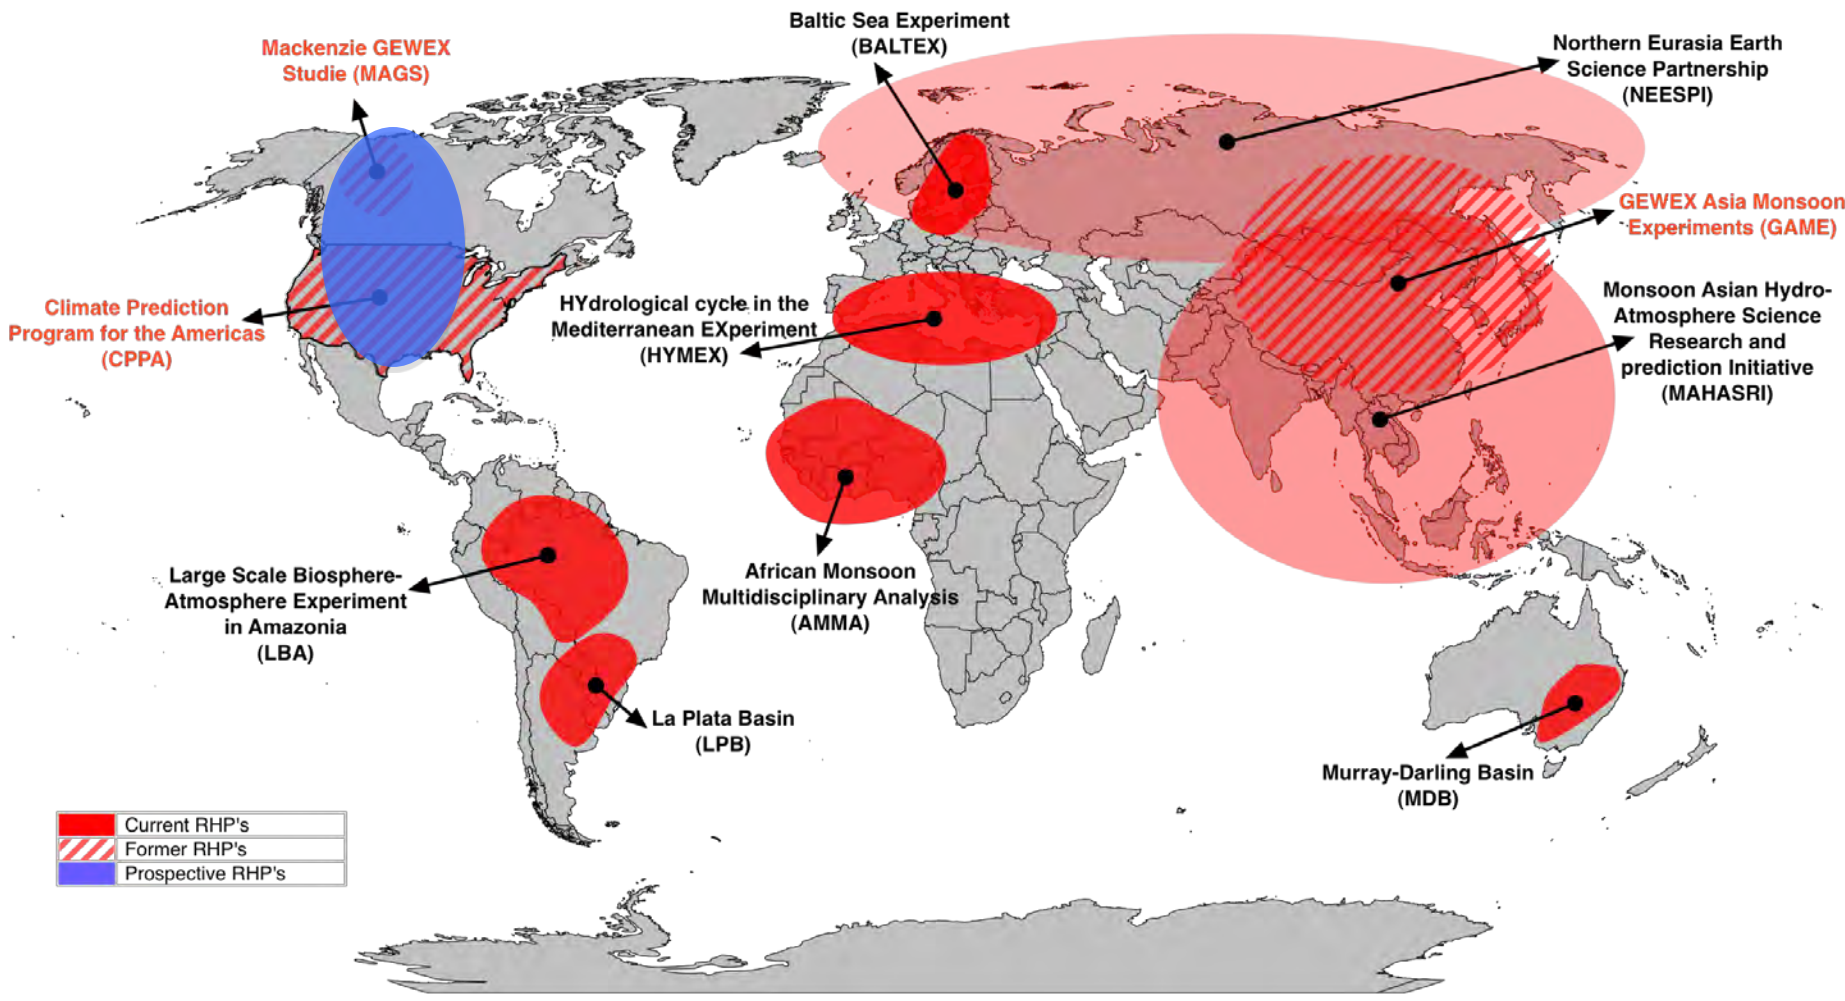 Baltic Sea Experiment
(BALTEX)
Mackenzie GEWEX
Studie (MAGS)
Northern Eurasia Earth
Science Partnership
(NEESPI)
GEWEX Asia Monsoon
Experiments (GAME)
Climate Prediction
Program for the Americas
(CPPA)
HYdrological cycle in the
Mediterranean EXperiment
(HYMEX)
Monsoon Asian Hydro-
Atmosphere Science
Research and
prediction Initiative
(MAHASRI)
Large Scale Biosphere-
Atmosphere Experiment
in Amazonia
(LBA)
African Monsoon
Multidisciplinary Analysis
(AMMA)
La Plata Basin
(LPB)
Murray-Darling Basin
(MDB)
Current RHP's
Former RHP's
Prospective RHP's